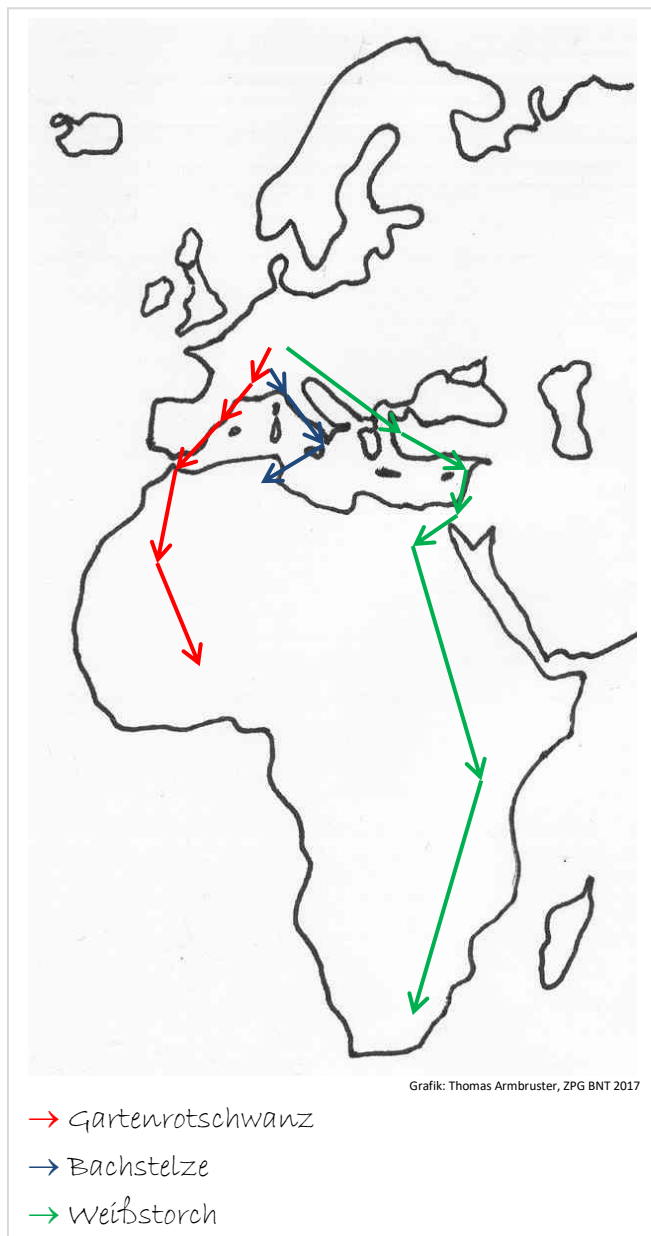 Grafik: Thomas Armbruster, ZPG BNT 2017
→ Gartenrotschwanz
→ Bachstelze
→ Weißstorch